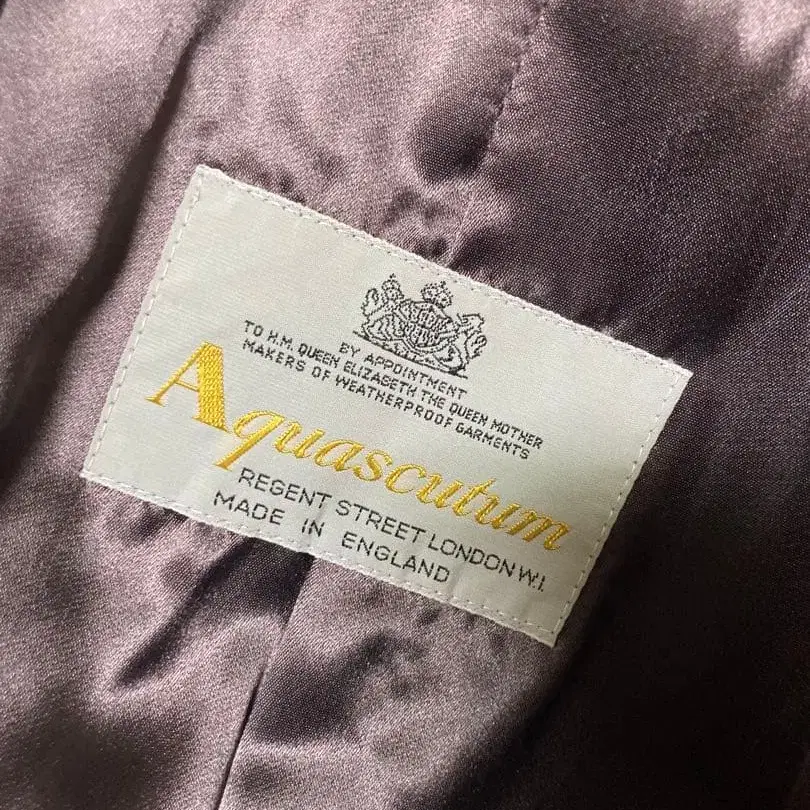 BY APPOINTMENT
TO H.M. QUEEN ELIZABETH THE QUEEN MOTHER
MAKERS OF WEATHERPROOF GARMENTS
Aquascutum
REGENT STREET LONDON W.I.
MADE IN ENGLAND